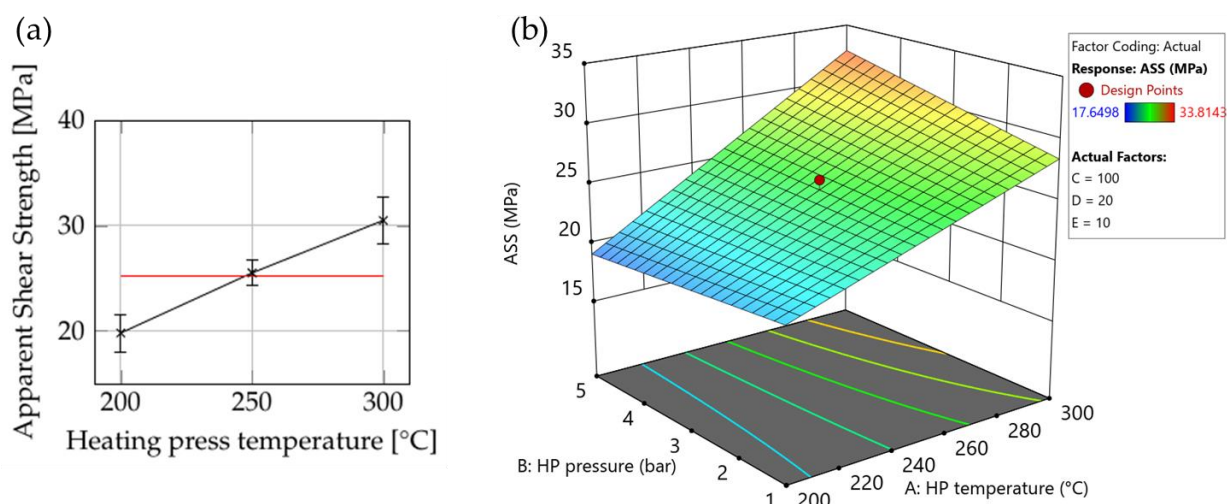 (a)
Apparent Shear Strength [MPa]
40
30
20
200 250 300
Heating press temperature [°C]
(b)
35
30
25
20
15
ASS (MPa)
5
4
3
2
1
B: HP pressure (bar)
200
220
240
260
280
300
A: HP temperature (°C)
Factor Coding: Actual
Response: ASS (MPa)
Design Points
17.6498 33.8143
Actual Factors:
C = 100
D = 20
E = 10